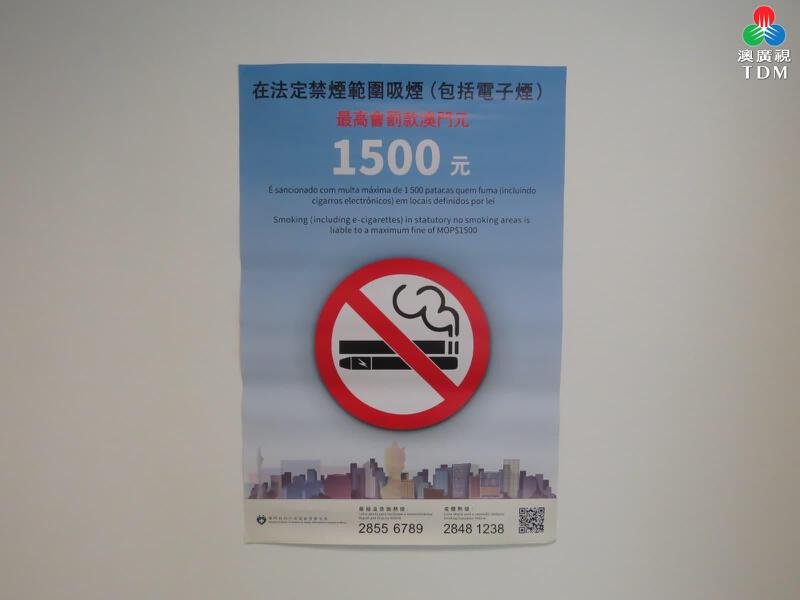 澳廣視
TDM
在法定禁煙範圍吸煙（包括電子煙）
最高會罰款澳門元
1500 元
É sancionado com multa máxima de 1 500 patacas quem fuma (incluindo
cigarros electrónicos) em locais definidos por lei
Smoking (including e-cigarettes) in statutory no smoking areas is
liable to a maximum fine of MOP$1500
2855 6789
2848 1238